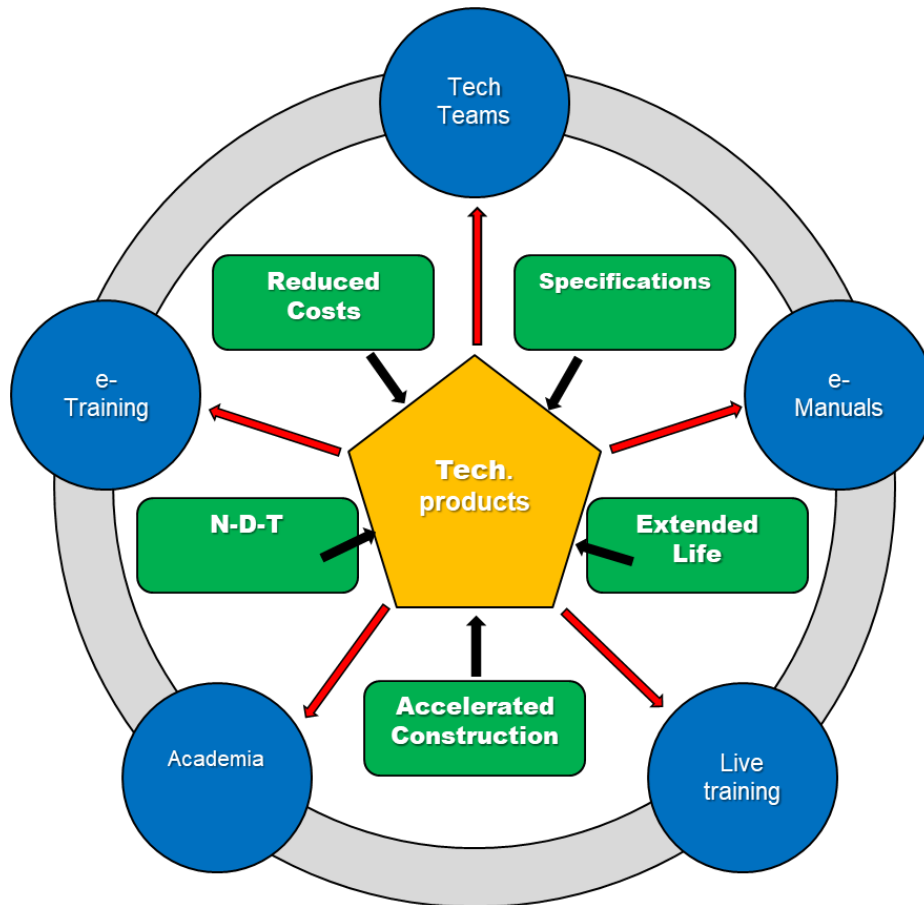 Tech
Teams
Reduced
Costs
Specifications
e-
Training
e-
Manuals
Tech.
products
N-D-T
Extended
Life
Accelerated
Construction
Academia
Live
training